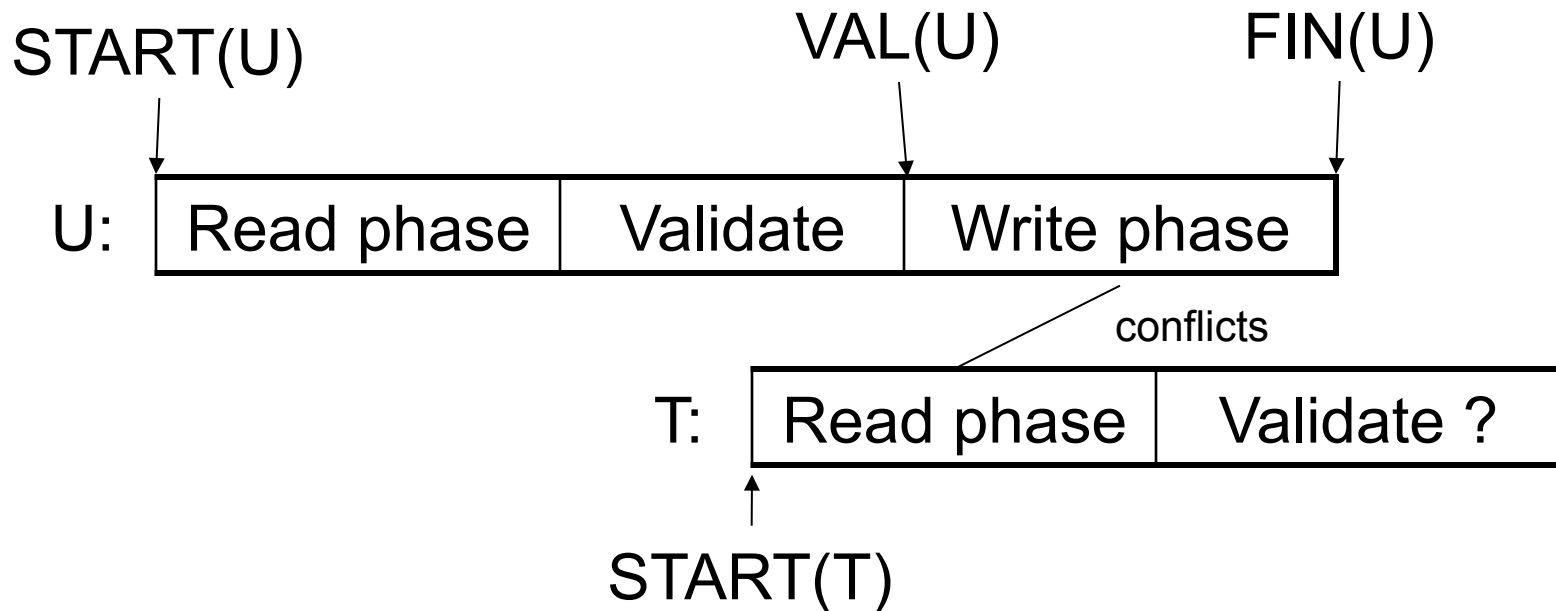 START(U) VAL(U) FIN(U)
U: Read phase Validate Write phase
conflicts
T: Read phase Validate ?
START(T)